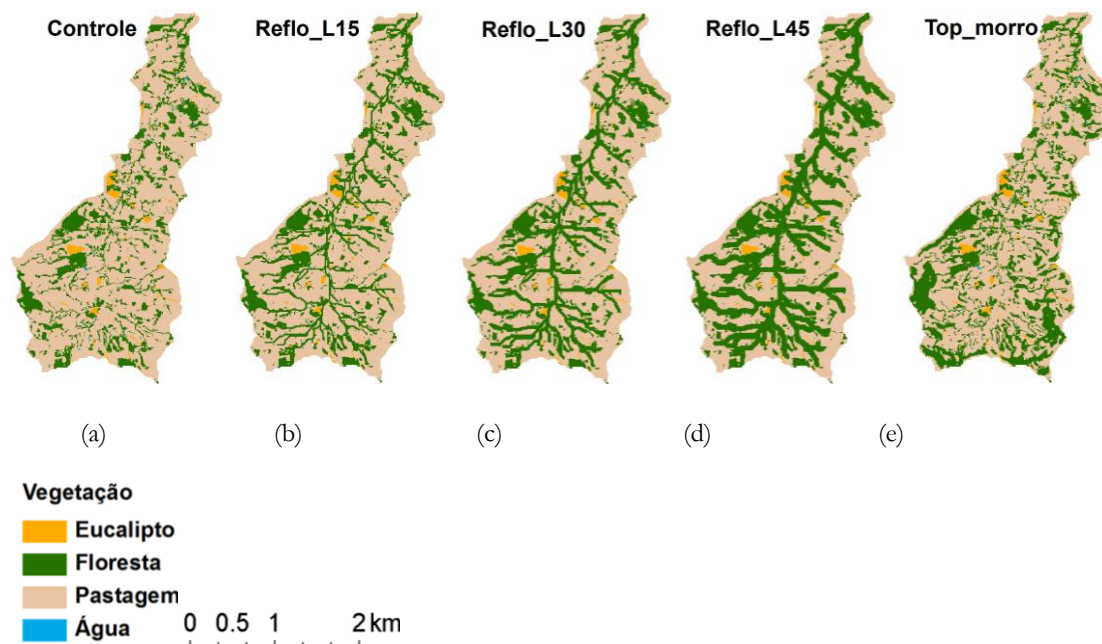 Controle Reflo_L15 Reflo_L30 Reflo_L45 Top_morro
(a) (b) (c) (d) (e)
Vegetação
Eucalipto
Floresta
Pastagem
Água
0 0.5 1 2 km